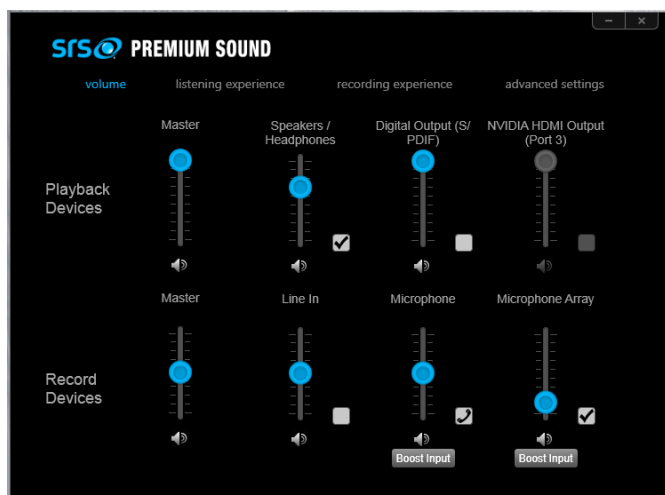 SRS PREMIUM SOUND
volume listening experience recording experience advanced settings
Master
Speakers /
Headphones
Digital Output (S/
PDIF)
NVIDIA HDMI Output
(Port 3)
Playback
Devices
Master
Line In
Microphone
Microphone Array
Record
Devices
Boost Input
Boost Input